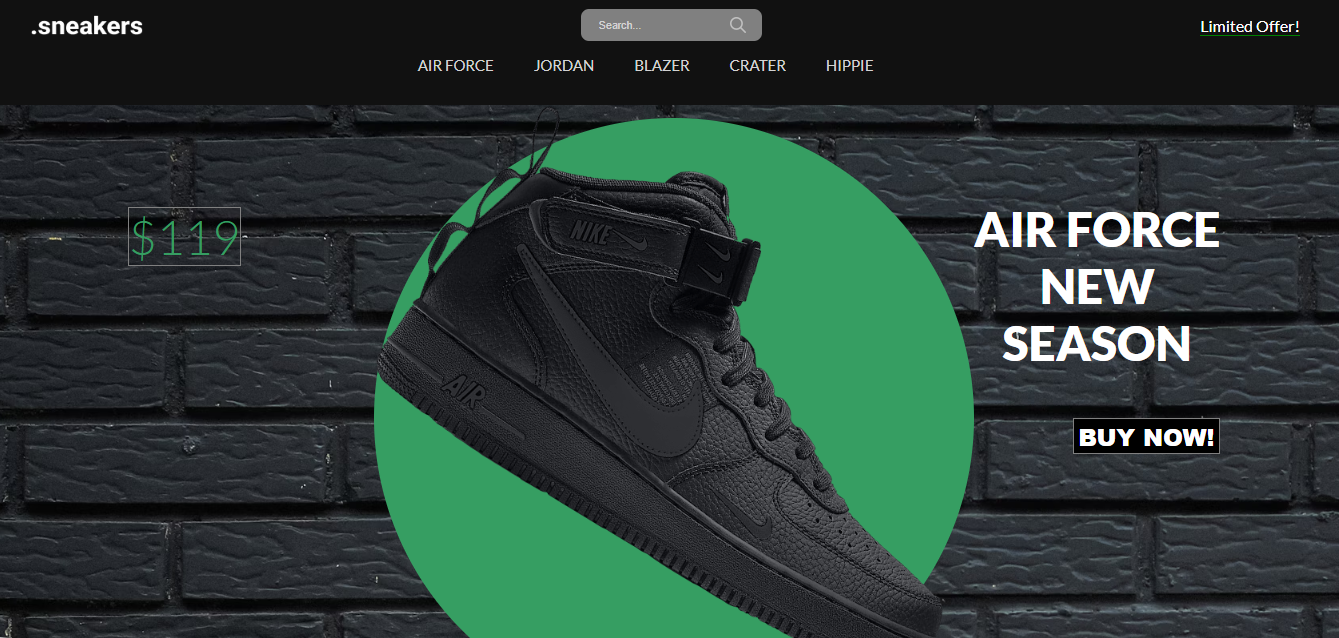 .sneakers
Search...
Limited Offer!
AIR FORCE
JORDAN
BLAZER
CRATER
HIPPIE
$119
NIKE
AIR
AIR FORCE
NEW
SEASON
BUY NOW!